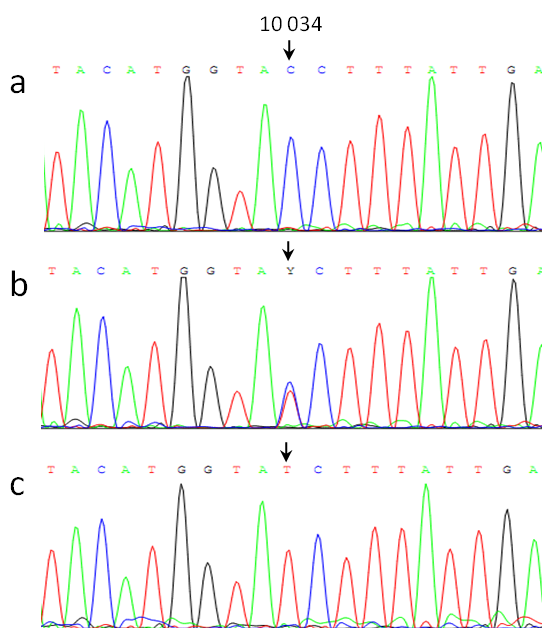 10 034
a
T A C A T G G T A C C T T T A T T G A
b
T A C A T G G T A Y C T T T A T T G A
c
T A C A T G G T A T C T T T A T T G A